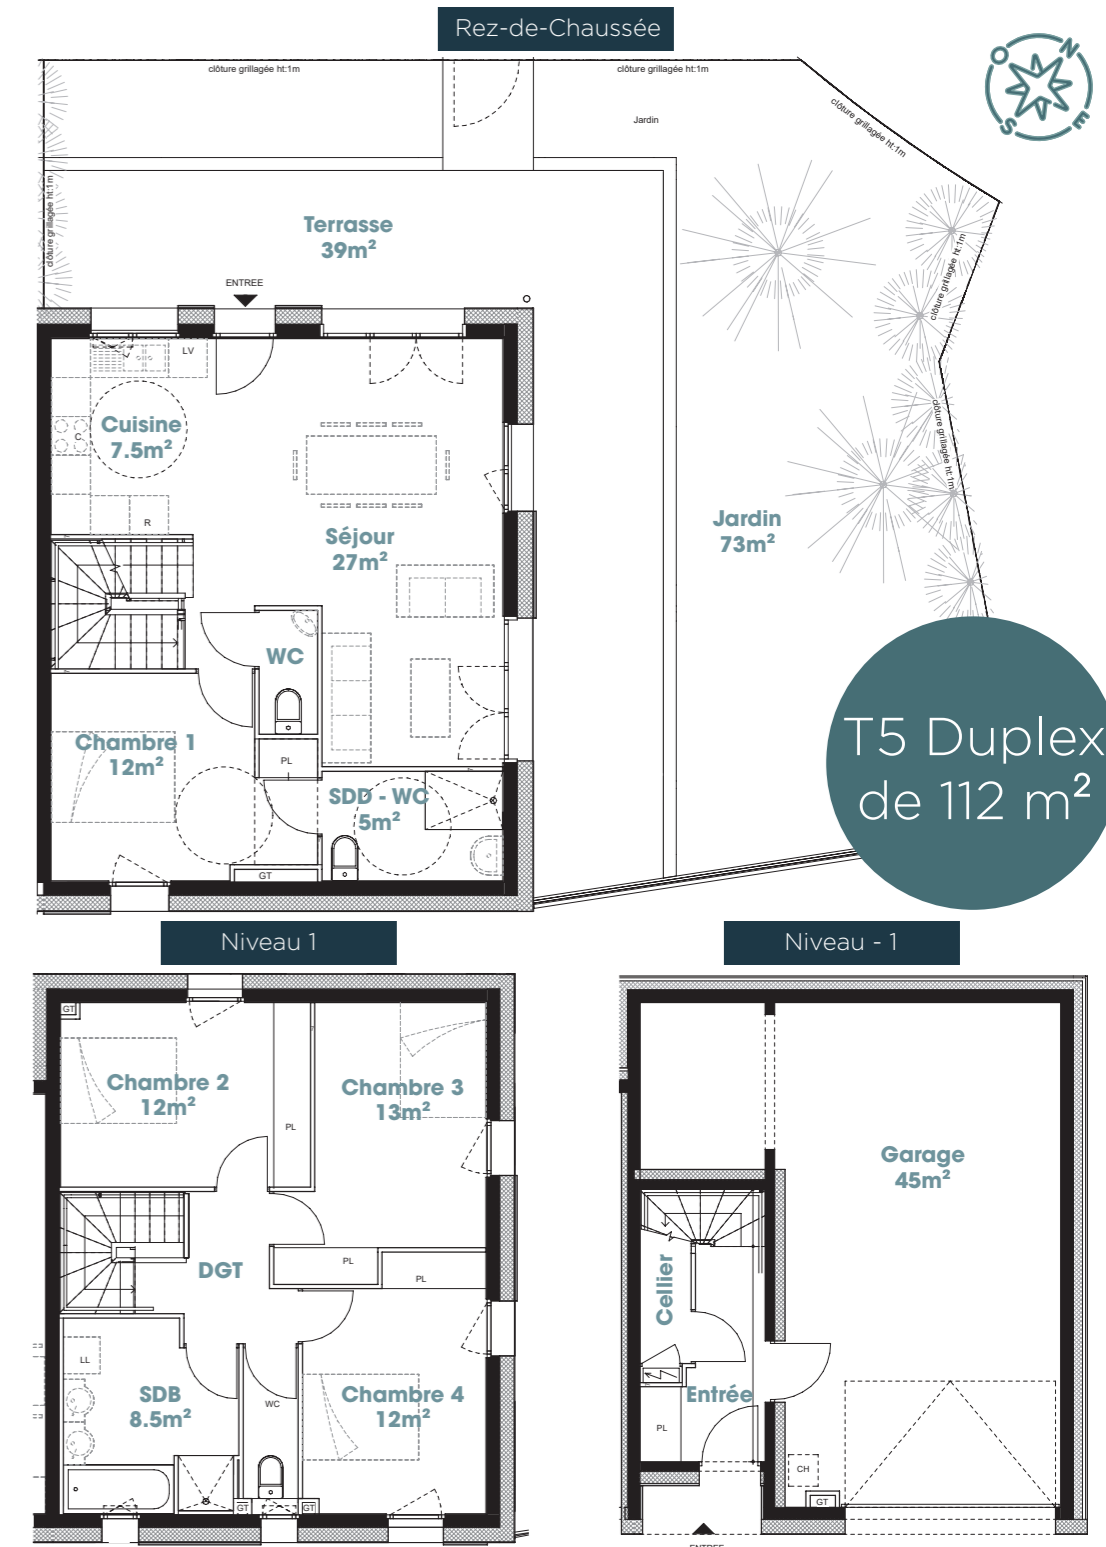 Rez-de-Chaussée
clôture grillagée ht:1m
clôture grillagée ht:1m
clôture grillagée ht:1m
clôture grillagée ht:1m
N
O
E
S
Jardin
Terrasse
39m²
clôture grillagée ht:1m
ENTREE
LV
Cuisine
7.5m²
C
R
Séjour
27m²
Jardin
73m²
clôture grillagée ht:1m
WC
Chambre 1
12m²
PL
SDD - WC
5m²
GT
T5 Duplex
de 112 m²
Niveau 1
GT
Chambre 2
12m²
Chambre 3
13m²
PL
DGT
PL
PL
LL
SDB
8.5m²
WC
Chambre 4
12m²
GT
GT
Niveau - 1
Garage
45m²
Cellier
Entrée
PL
CH
GT
ENTREE